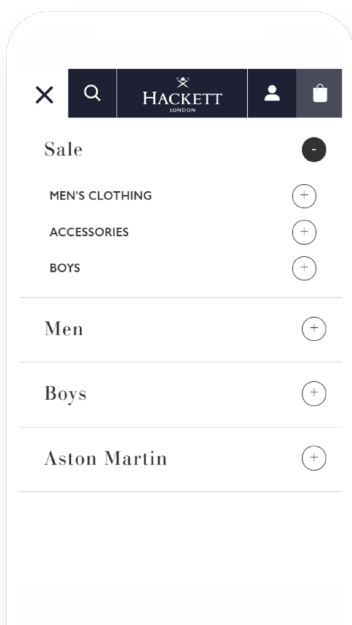 HACKETT
LONDON
Sale
-
MEN'S CLOTHING
+
ACCESSORIES
+
BOYS
+
Men
+
Boys
+
Aston Martin
+